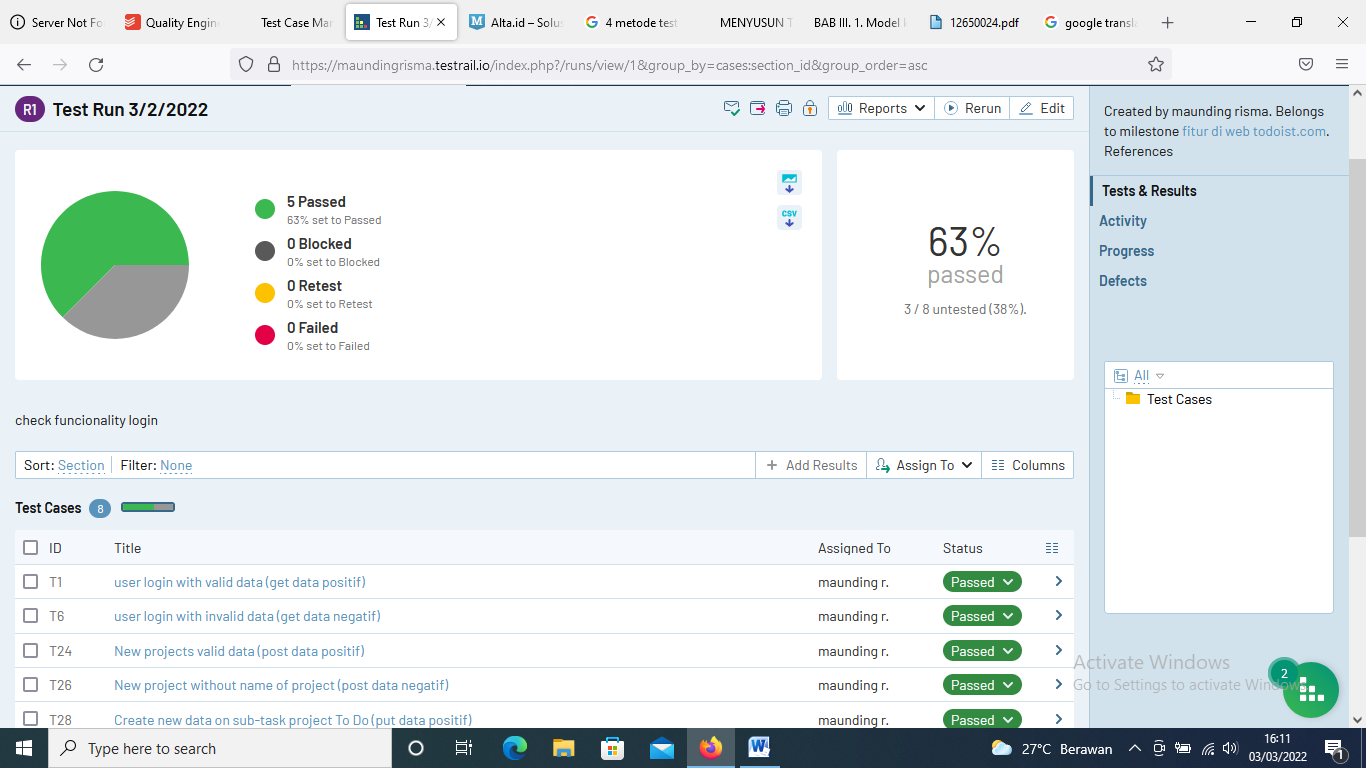 Server Not Fo
Quality Engine
Test Case Man
Test Run 3/
Alta.id – Solus
4 metode test
MENYUSUN T
BAB III. 1. Model
12650024.pdf
google transla
https://maundingrisma.testrail.io/index.php?/runs/view/1&group_by=cases:section_id&group_order=asc
R1 Test Run 3/2/2022
Reports
Rerun
Edit
Created by maunding risma. Belongs
to milestone fitur di web todoist.com.
References
Tests & Results
Activity
Progress
Defects
5 Passed
63% set to Passed
0 Blocked
0% set to Blocked
0 Retest
0% set to Retest
0 Failed
0% set to Failed
CSV
63%
passed
3 / 8 untested (38%).
All
Test Cases
check funcionality login
Sort: Section Filter: None
Add Results Assign To Columns
Test Cases 8
ID Title Assigned To Status
T1 user login with valid data (get data positif) maunding r. Passed
T6 user login with invalid data (get data negatif) maunding r. Passed
T24 New projects valid data (post data positif) maunding r. Passed
T26 New project without name of project (post data negatif) maunding r. Passed
T28 Create new data on sub-task project To Do (put data positif) maunding r. Passed
Activate Windows
Go to Settings to activate Windows
2
Type here to search
27°C Berawan
16:11
03/03/2022
1